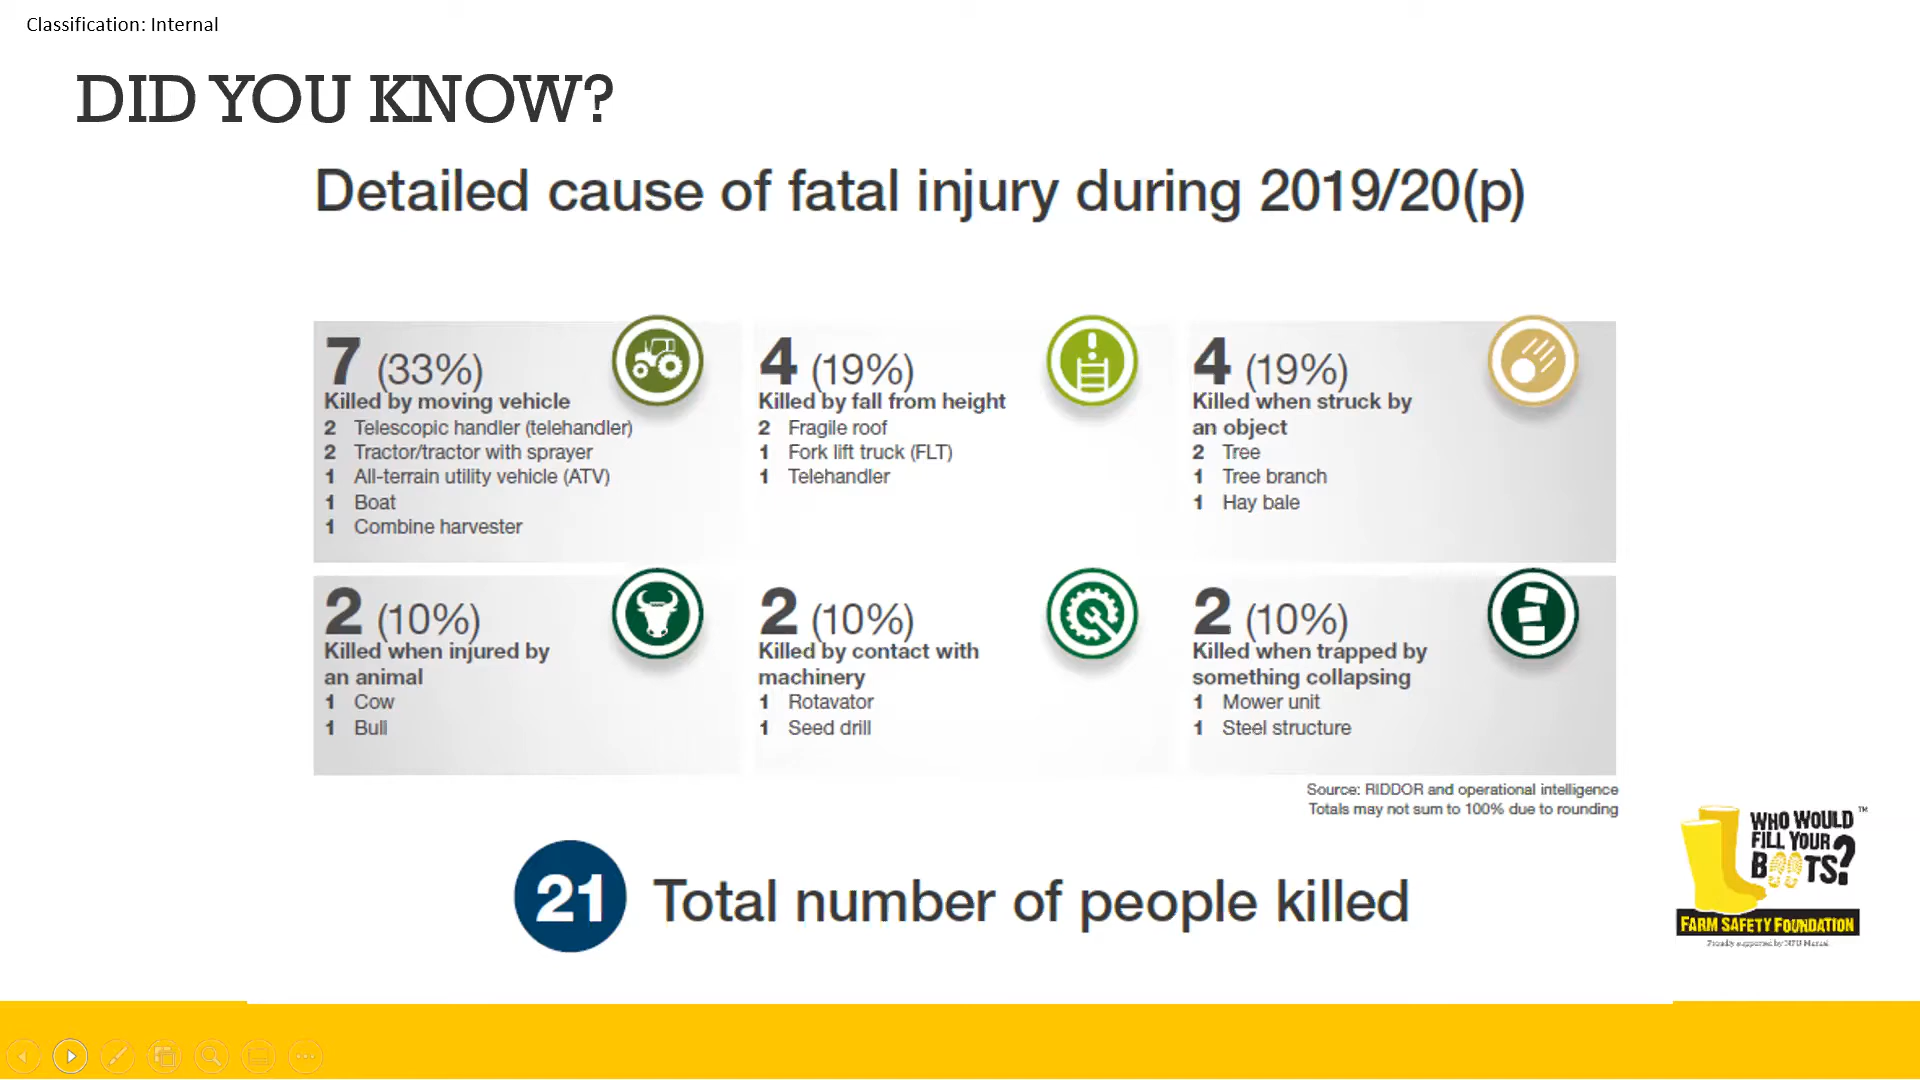 Classification: Internal
DID YOU KNOW?
Detailed cause of fatal injury during 2019/20(p)
7 (33%)
Killed by moving vehicle
2 Telescopic handler (telehandler)
2 Tractor/tractor with sprayer
1 All-terrain utility vehicle (ATV)
1 Boat
1 Combine harvester
4 (19%)
Killed by fall from height
2 Fragile roof
1 Fork lift truck (FLT)
1 Telehandler
4 (19%)
Killed when struck by
an object
2 Tree
1 Tree branch
1 Hay bale
2 (10%)
Killed when injured by
an animal
1 Cow
1 Bull
2 (10%)
Killed by contact with
machinery
1 Rotavator
1 Seed drill
2 (10%)
Killed when trapped by
something collapsing
1 Mower unit
1 Steel structure
Source: RIDDOR and operational intelligence
Totals may not sum to 100% due to rounding
21 Total number of people killed
WHO WOULD ™
FILL YOUR
BOOTS?
FARM SAFETY FOUNDATION
Proudly supported by NFU Mutual